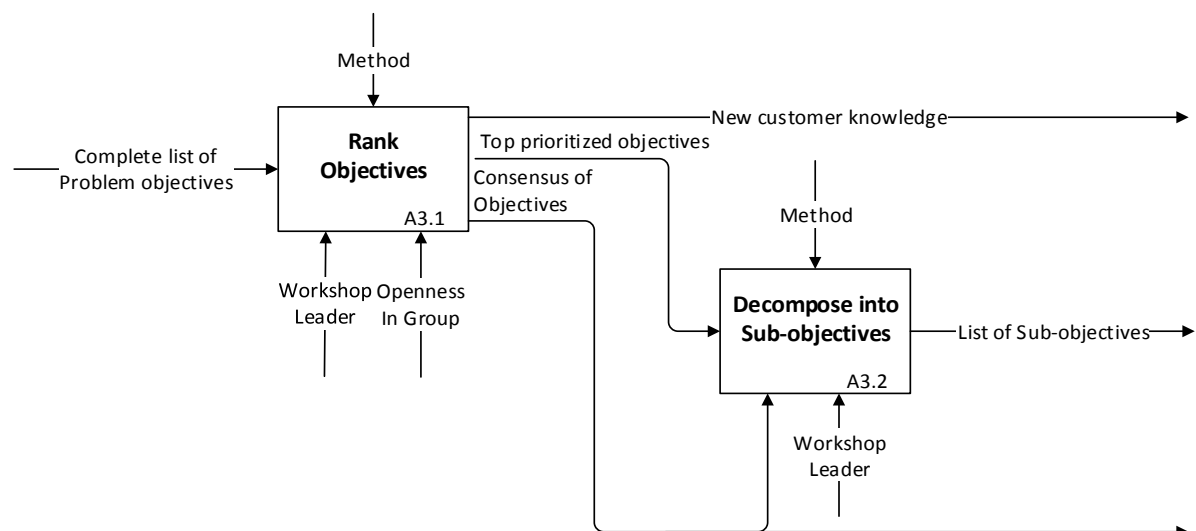 Method
Rank
Objectives
A3.1
Complete list of
Problem objectives
New customer knowledge
Top prioritized objectives
Consensus of
Objectives
Workshop
Leader
Openness
In Group
Method
Decompose into
Sub-objectives
A3.2
List of Sub-objectives
Workshop
Leader